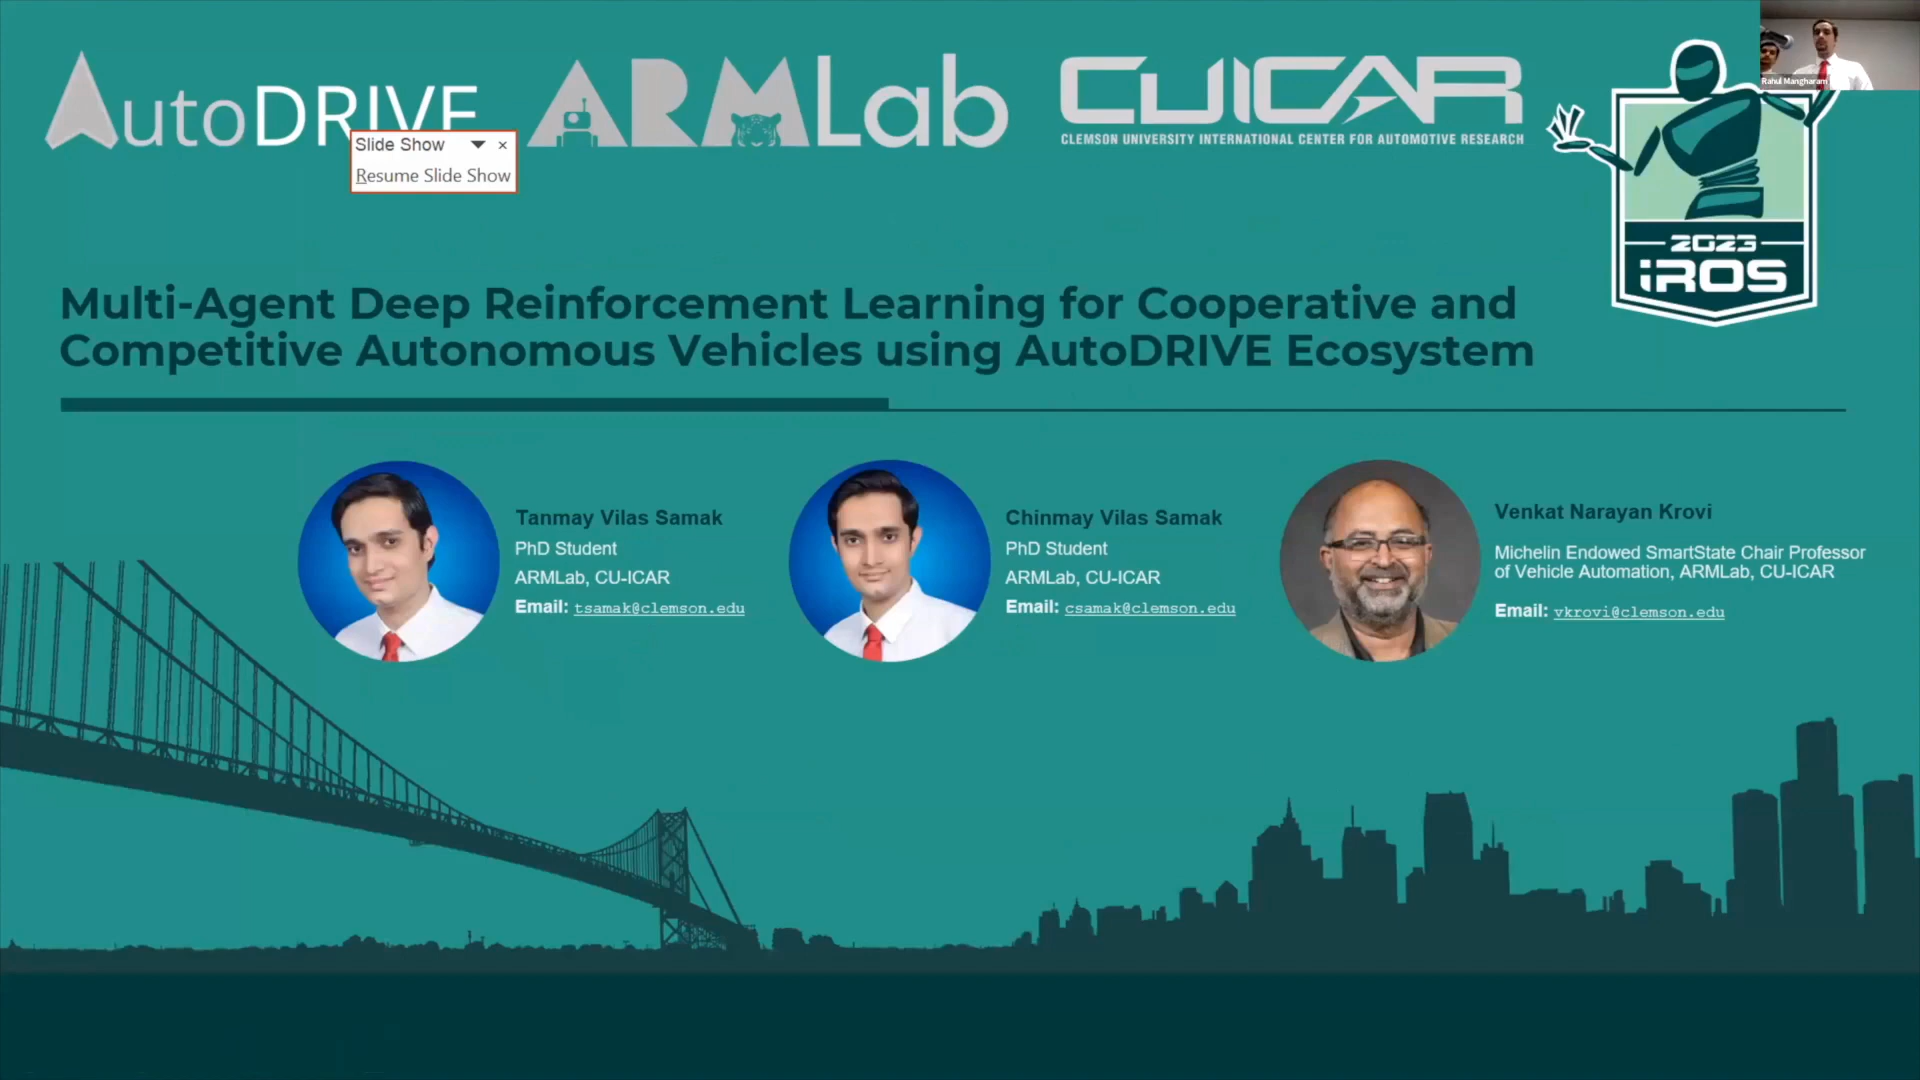 AutoDRIVE
ARMLab
CUICAR
CLEMSON UNIVERSITY INTERNATIONAL CENTER FOR AUTOMOTIVE RESEARCH
Rahul Mangharam
Slide Show
Resume Slide Show
2023
iROS
Multi-Agent Deep Reinforcement Learning for Cooperative and
Competitive Autonomous Vehicles using AutoDRIVE Ecosystem
Tanmay Vilas Samak
PhD Student
ARMLab, CU-ICAR
Email: tsamak@clemson.edu
Chinmay Vilas Samak
PhD Student
ARMLab, CU-ICAR
Email: csamak@clemson.edu
Venkat Narayan Krovi
Michelin Endowed SmartState Chair Professor
of Vehicle Automation, ARMLab, CU-ICAR
Email: vkrovi@clemson.edu